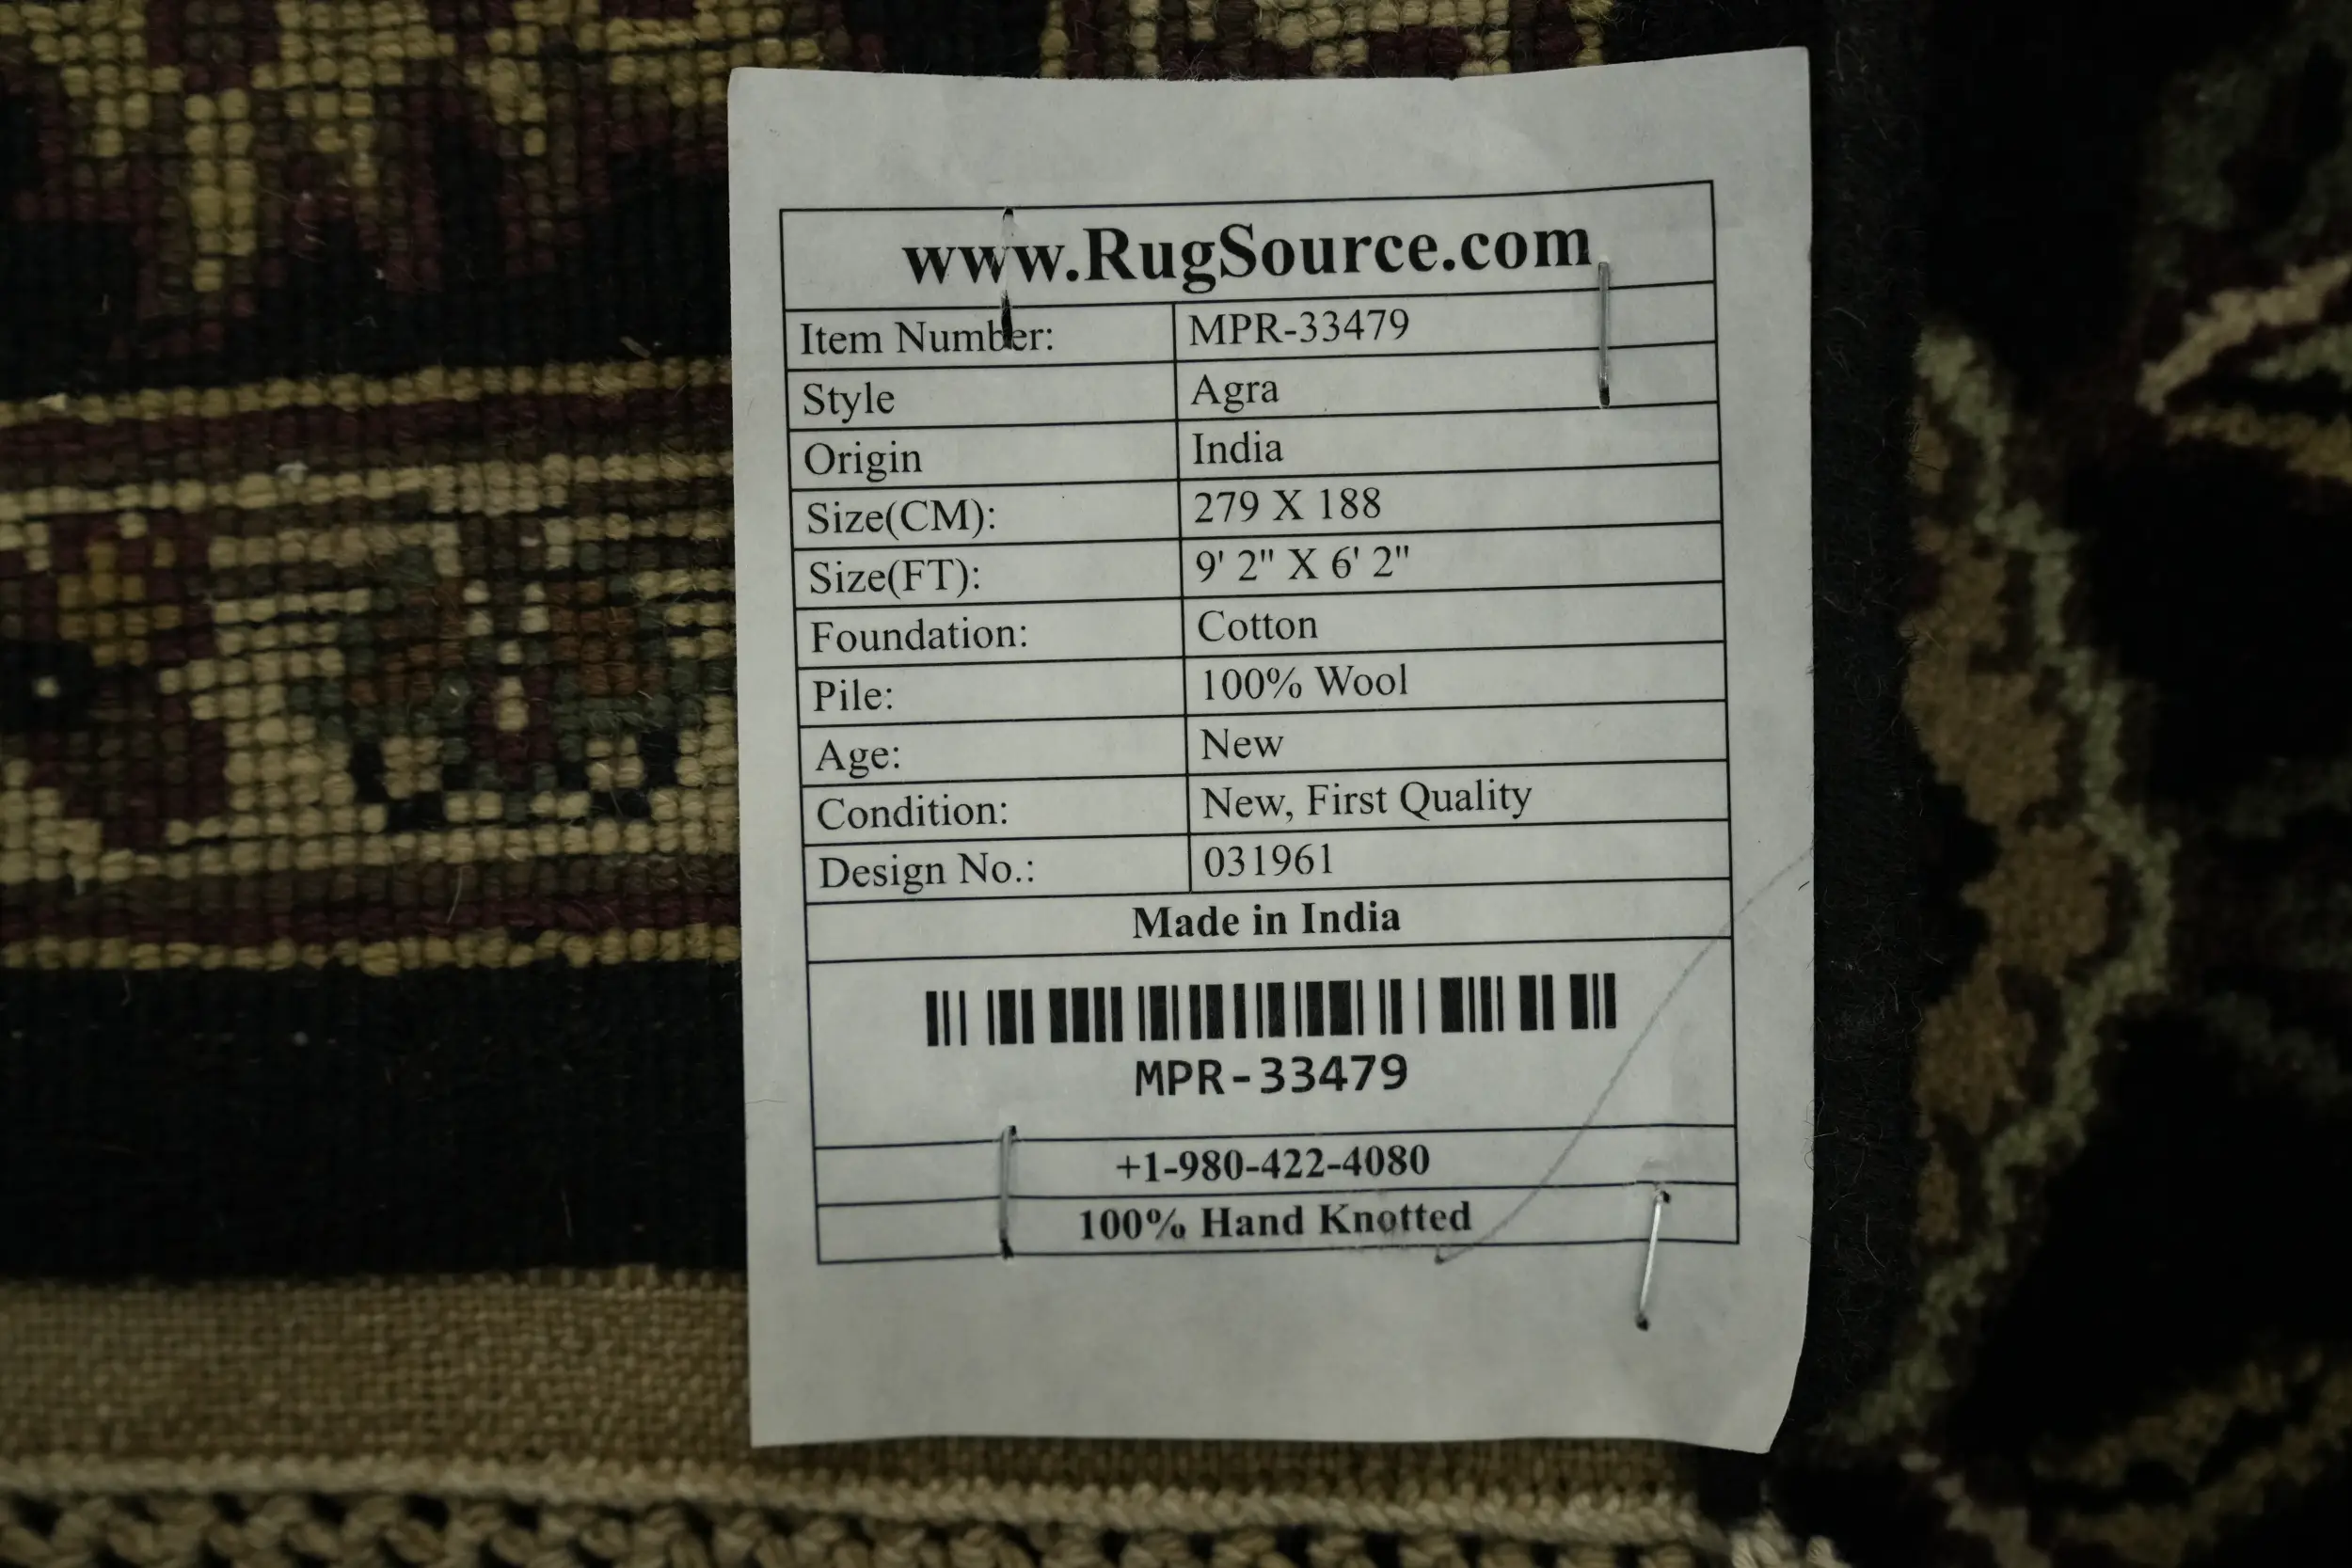 www.RugSource.com
Item Number: MPR-33479
Style Agra
Origin India
Size(CM): 279 X 188
Size(FT): 9' 2" X 6' 2"
Foundation: Cotton
Pile: 100% Wool
Age: New
Condition: New, First Quality
Design No.: 031961
Made in India
MPR-33479
+1-980-422-4080
100% Hand Knotted